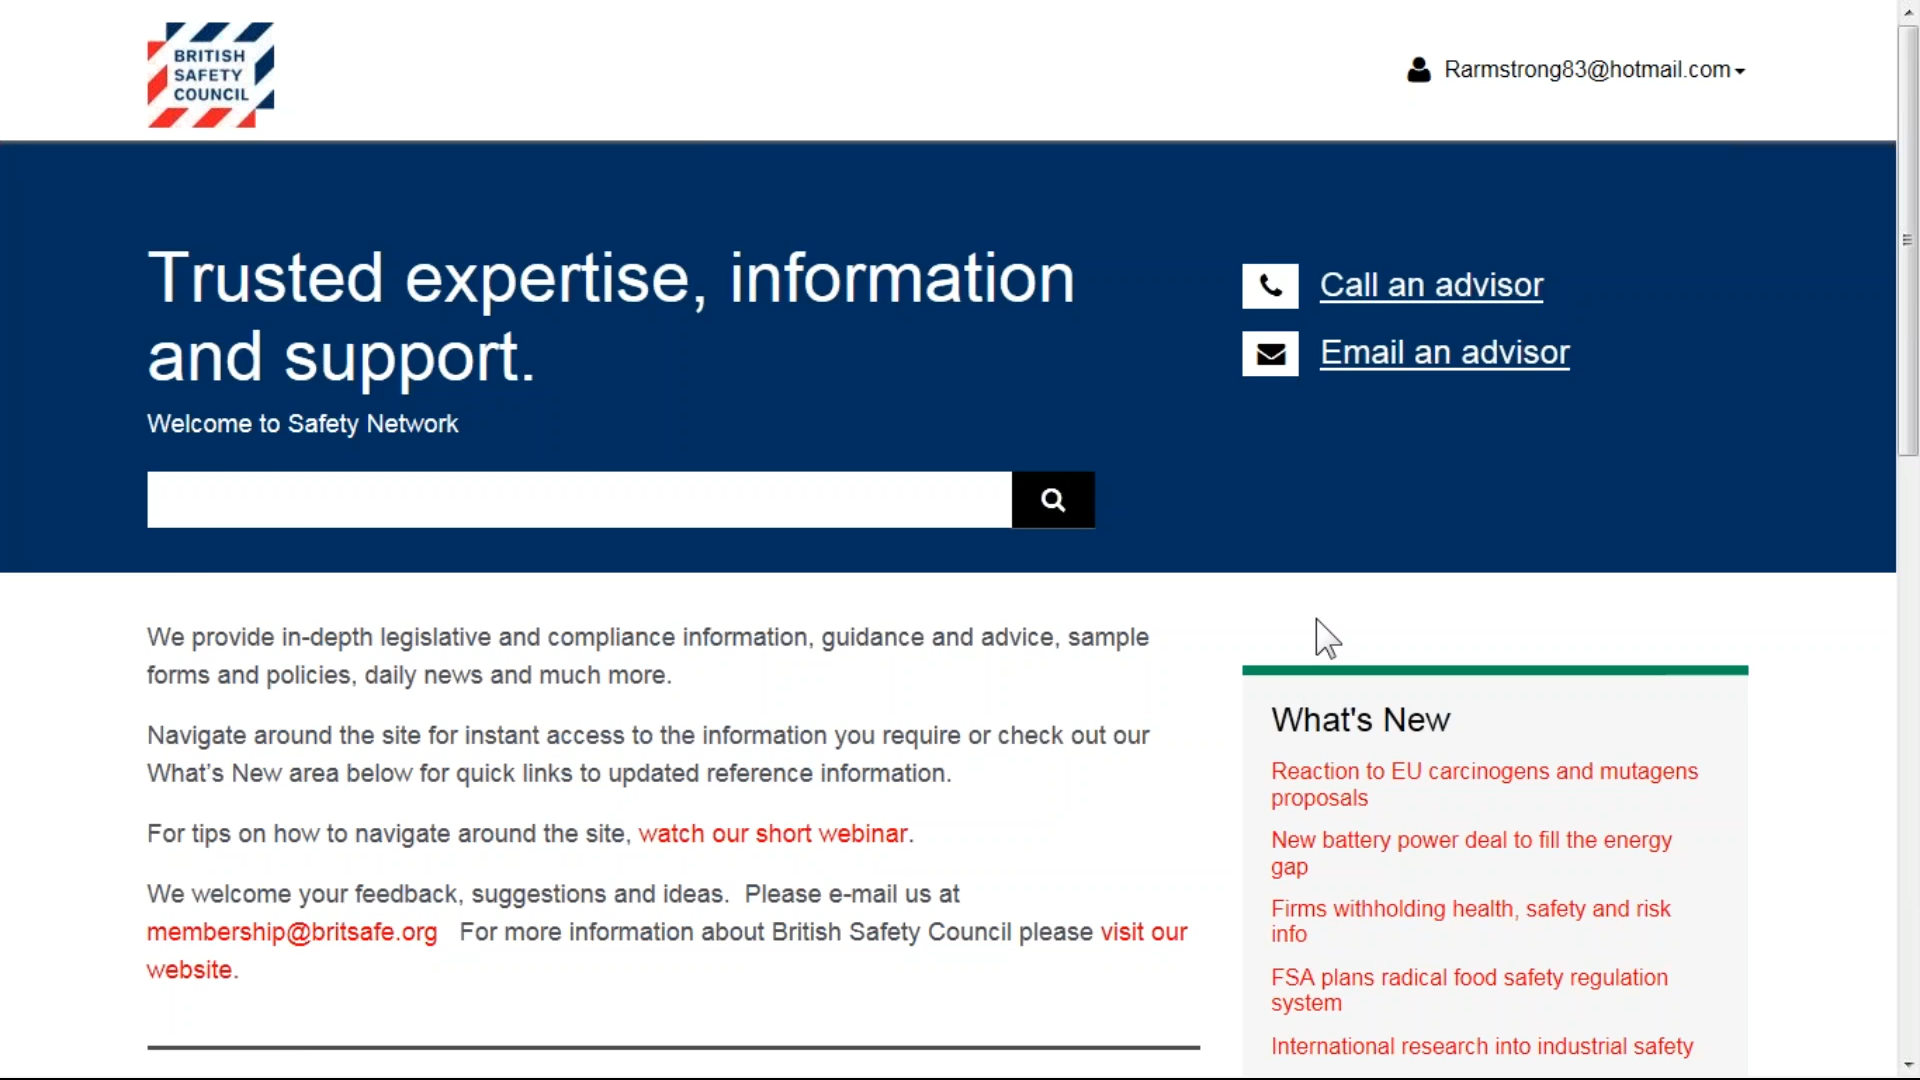 BRITISH
SAFETY
COUNCIL
Rarmstrong83@hotmail.com
Trusted expertise, information
and support.
Welcome to Safety Network
Call an advisor
Email an advisor
We provide in-depth legislative and compliance information, guidance and advice, sample
forms and policies, daily news and much more.
Navigate around the site for instant access to the information you require or check out our
What's New area below for quick links to updated reference information.
For tips on how to navigate around the site, watch our short webinar.
We welcome your feedback, suggestions and ideas.  Please e-mail us at
membership@britsafe.org   For more information about British Safety Council please visit our
website.
What's New
Reaction to EU carcinogens and mutagens
proposals
New battery power deal to fill the energy
gap
Firms withholding health, safety and risk
info
FSA plans radical food safety regulation
system
International research into industrial safety